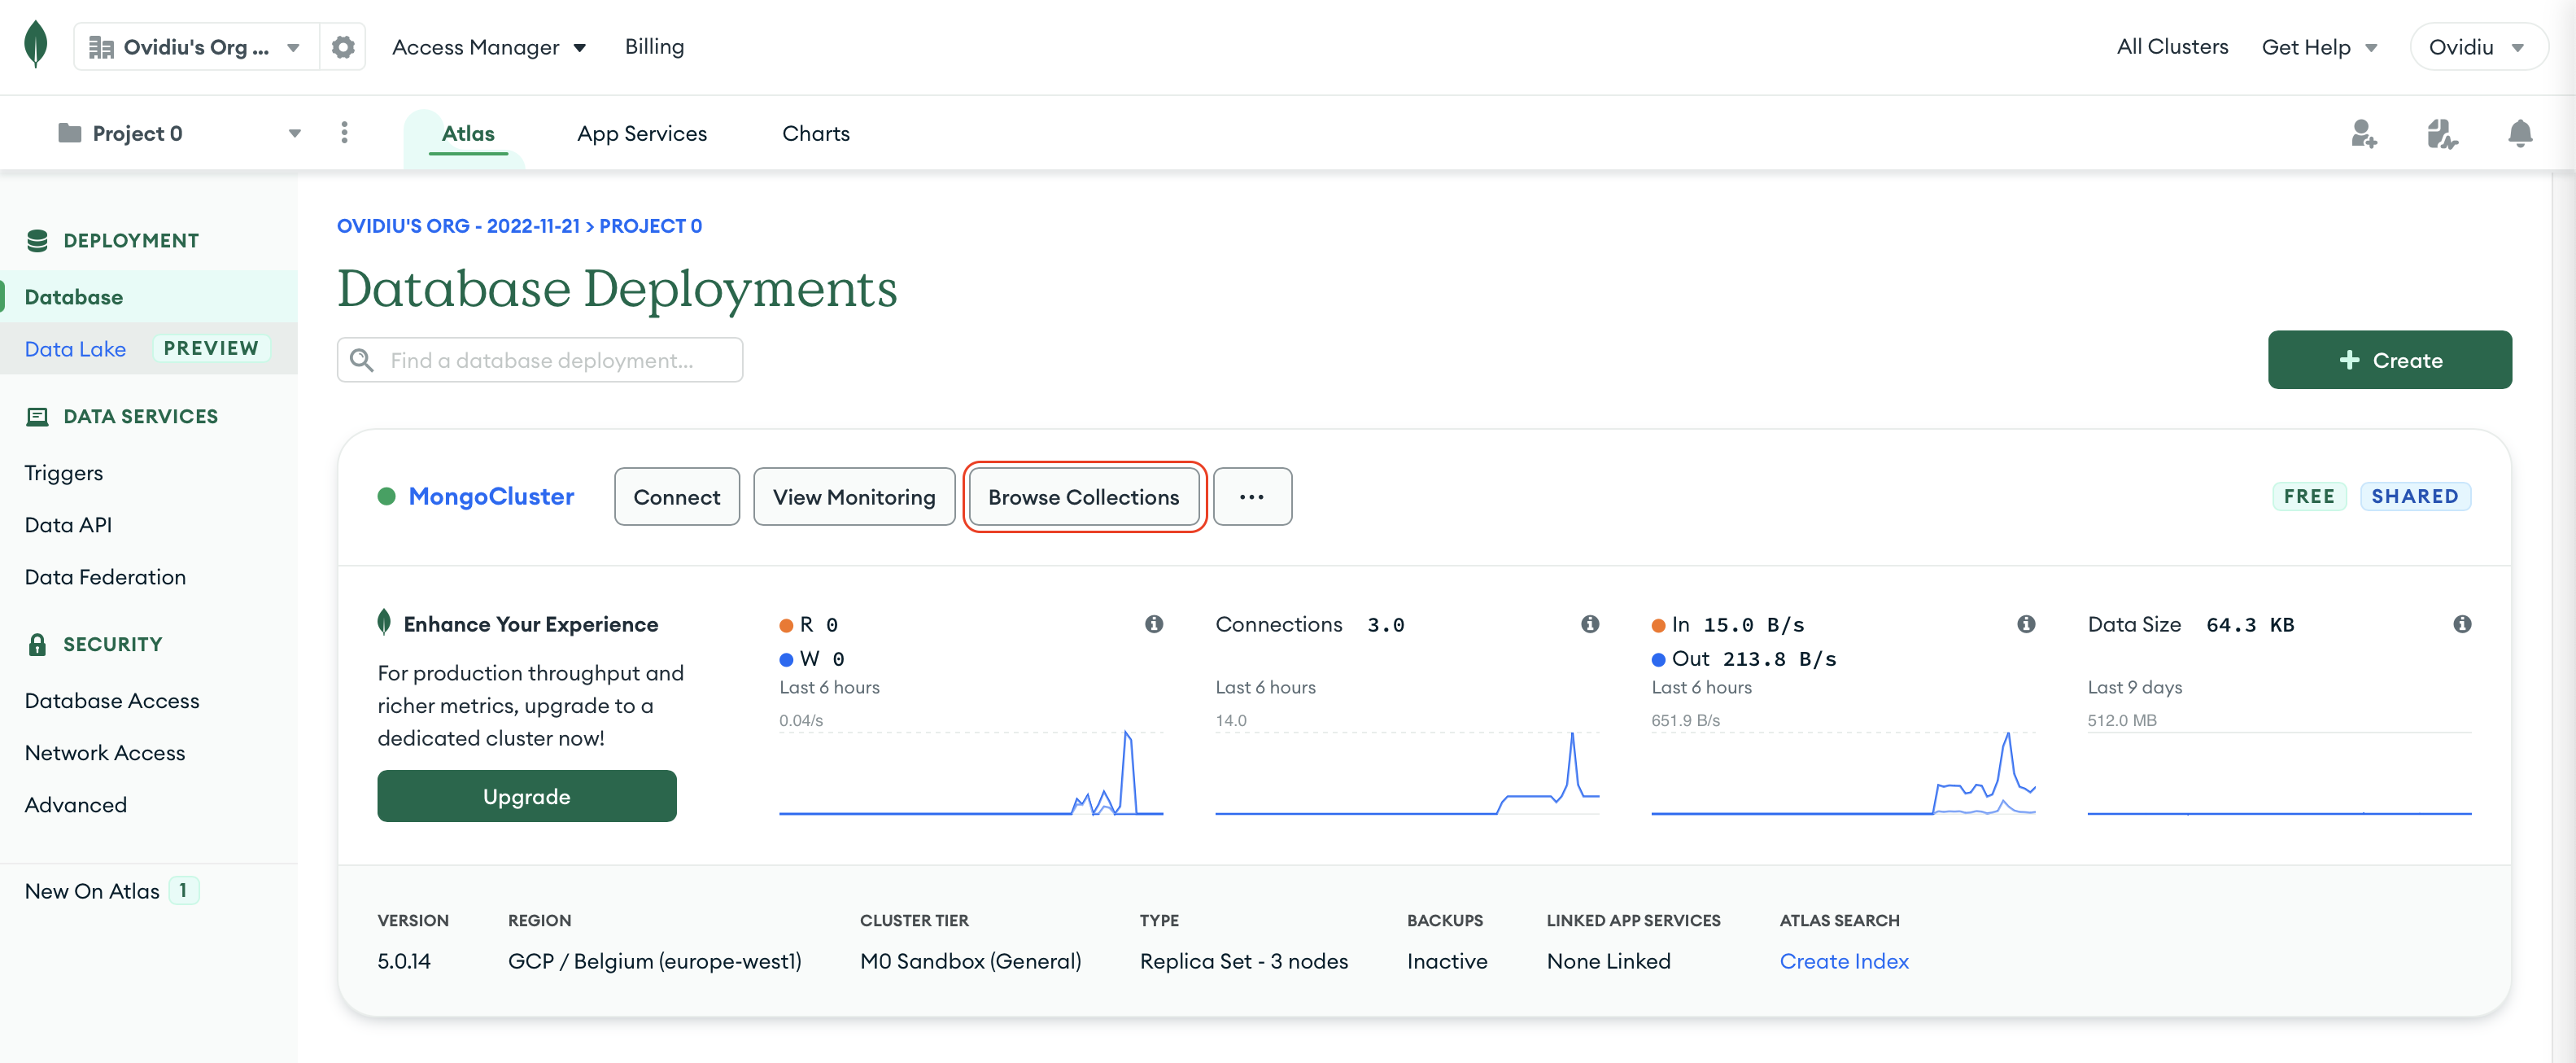 Ovidiu's Org ...
Access Manager
Billing
All Clusters
Get Help
Ovidiu
Project 0
Atlas
App Services
Charts
DEPLOYMENT
Database
Data Lake PREVIEW
DATA SERVICES
Triggers
Data API
Data Federation
SECURITY
Database Access
Network Access
Advanced
New On Atlas 1
OVIDIU'S ORG - 2022-11-21 > PROJECT 0
Database Deployments
Find a database deployment...
+ Create
MongoCluster
Connect
View Monitoring
Browse Collections
...
FREE
SHARED
Enhance Your Experience
For production throughput and
richer metrics, upgrade to a
dedicated cluster now!
Upgrade
R 0
W 0
Last 6 hours
0.04/s
Connections 3.0
Last 6 hours
14.0
In 15.0 B/s
Out 213.8 B/s
Last 6 hours
651.9 B/s
Data Size 64.3 KB
Last 9 days
512.0 MB
VERSION
5.0.14
REGION
GCP / Belgium (europe-west1)
CLUSTER TIER
M0 Sandbox (General)
TYPE
Replica Set - 3 nodes
BACKUPS
Inactive
LINKED APP SERVICES
None Linked
ATLAS SEARCH
Create Index